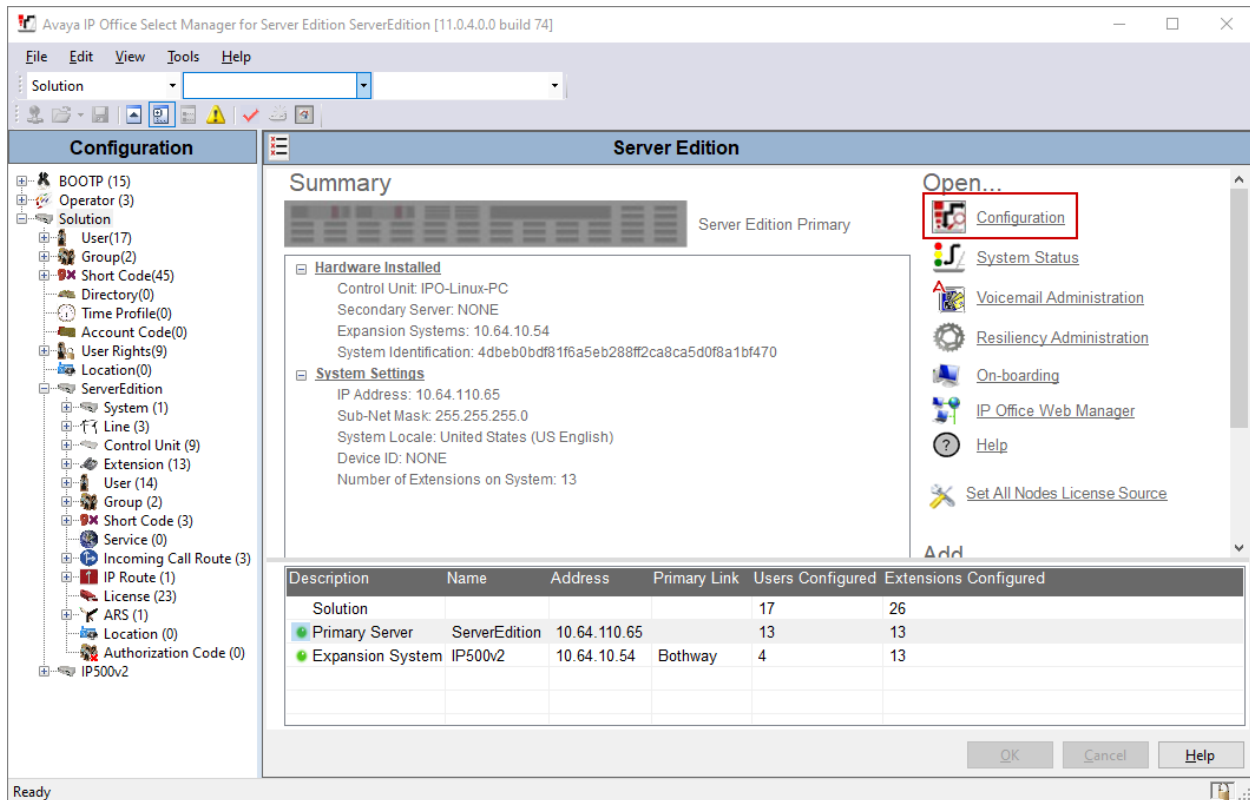 Avaya IP Office Select Manager for Server Edition ServerEdition [11.0.4.0.0 build 74]
File Edit View Tools Help
Solution
Configuration
BOOTP (15)
Operator (3)
Solution
User(17)
Group(2)
Short Code(45)
Directory(0)
Time Profile(0)
Account Code(0)
User Rights(9)
Location(0)
ServerEdition
System (1)
Line (3)
Control Unit (9)
Extension (13)
User (14)
Group (2)
Short Code (3)
Service (0)
Incoming Call Route (3)
IP Route (1)
License (23)
ARS (1)
Location (0)
Authorization Code (0)
IP500v2
Server Edition
Summary
Server Edition Primary
Hardware Installed
Control Unit: IPO-Linux-PC
Secondary Server: NONE
Expansion Systems: 10.64.10.54
System Identification: 4dbeb0bdf81f6a5eb288ff2ca8ca5d0f8a1bf470
System Settings
IP Address: 10.64.110.65
Sub-Net Mask: 255.255.255.0
System Locale: United States (US English)
Device ID: NONE
Number of Extensions on System: 13
Open...
Configuration
System Status
Voicemail Administration
Resiliency Administration
On-boarding
IP Office Web Manager
Help
Set All Nodes License Source
Add
Description Name Address Primary Link Users Configured Extensions Configured
Solution 17 26
Primary Server ServerEdition 10.64.110.65 13 13
Expansion System IP500v2 10.64.10.54 Bothway 4 13
OK Cancel Help
Ready